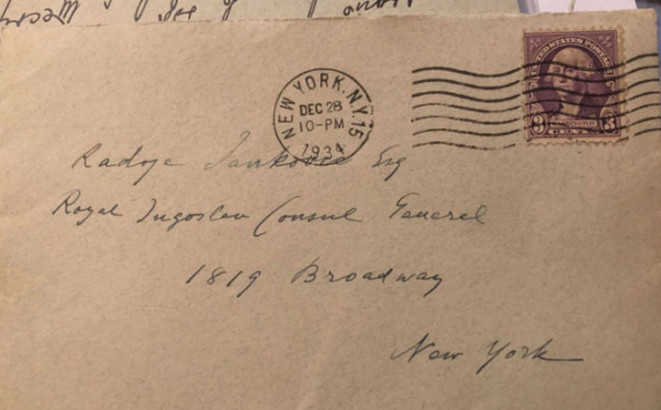 NEW YORK, N.Y. 15
DEC 28
10-PM
1934
UNITED STATES POSTAGE
3 3
Radoje Jankovic Esq
Royal Jugoslav Consul General
1819 Broadway
New York